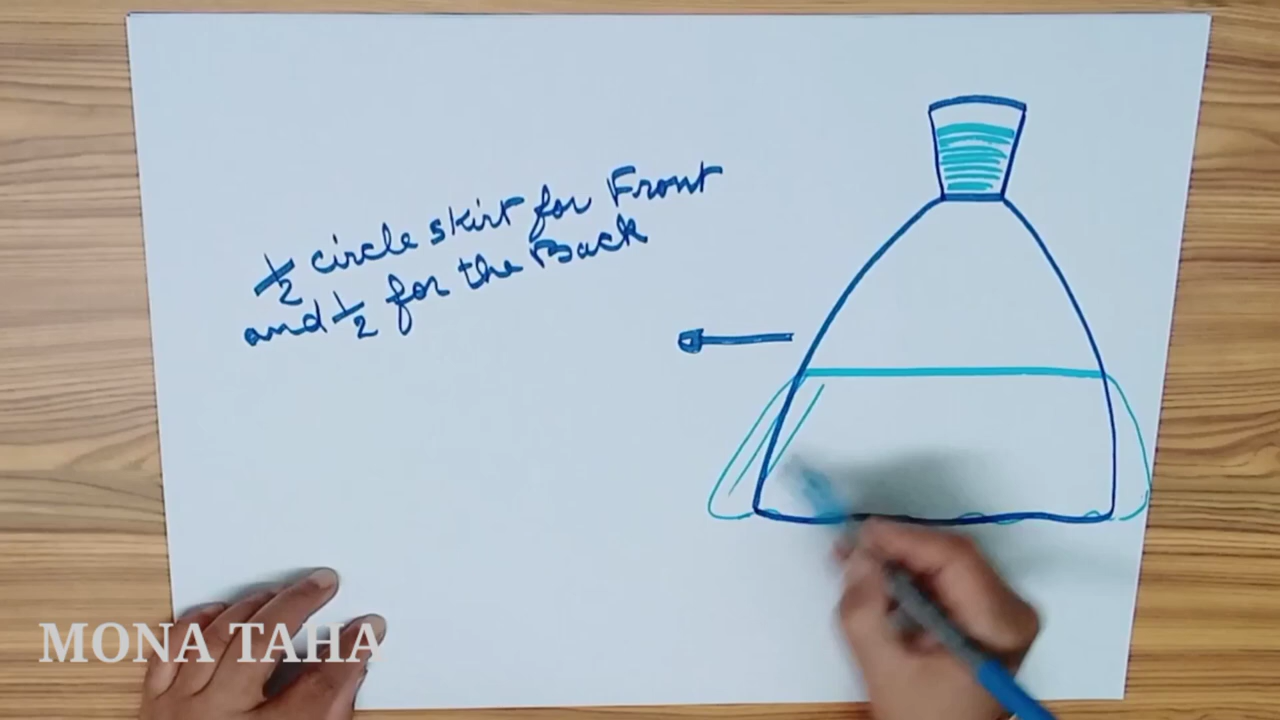 1/2 circle skirt for Front
and 1/2 for the Back
MONA TAHA